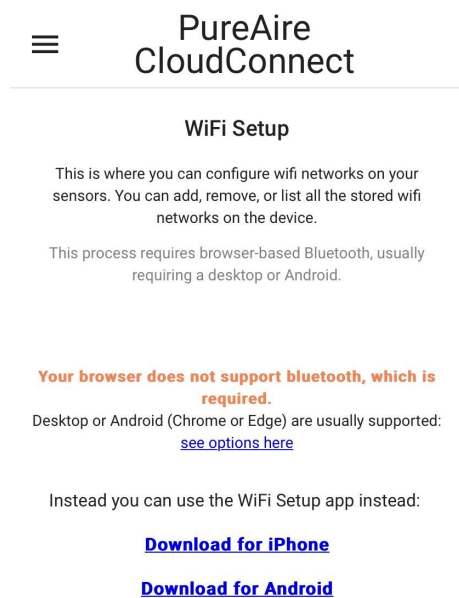 PureAire
CloudConnect
WiFi Setup
This is where you can configure wifi networks on your
sensors. You can add, remove, or list all the stored wifi
networks on the device.
This process requires browser-based Bluetooth, usually
requiring a desktop or Android.
Your browser does not support bluetooth, which is
required.
Desktop or Android (Chrome or Edge) are usually supported:
see options here
Instead you can use the WiFi Setup app instead:
Download for iPhone
Download for Android